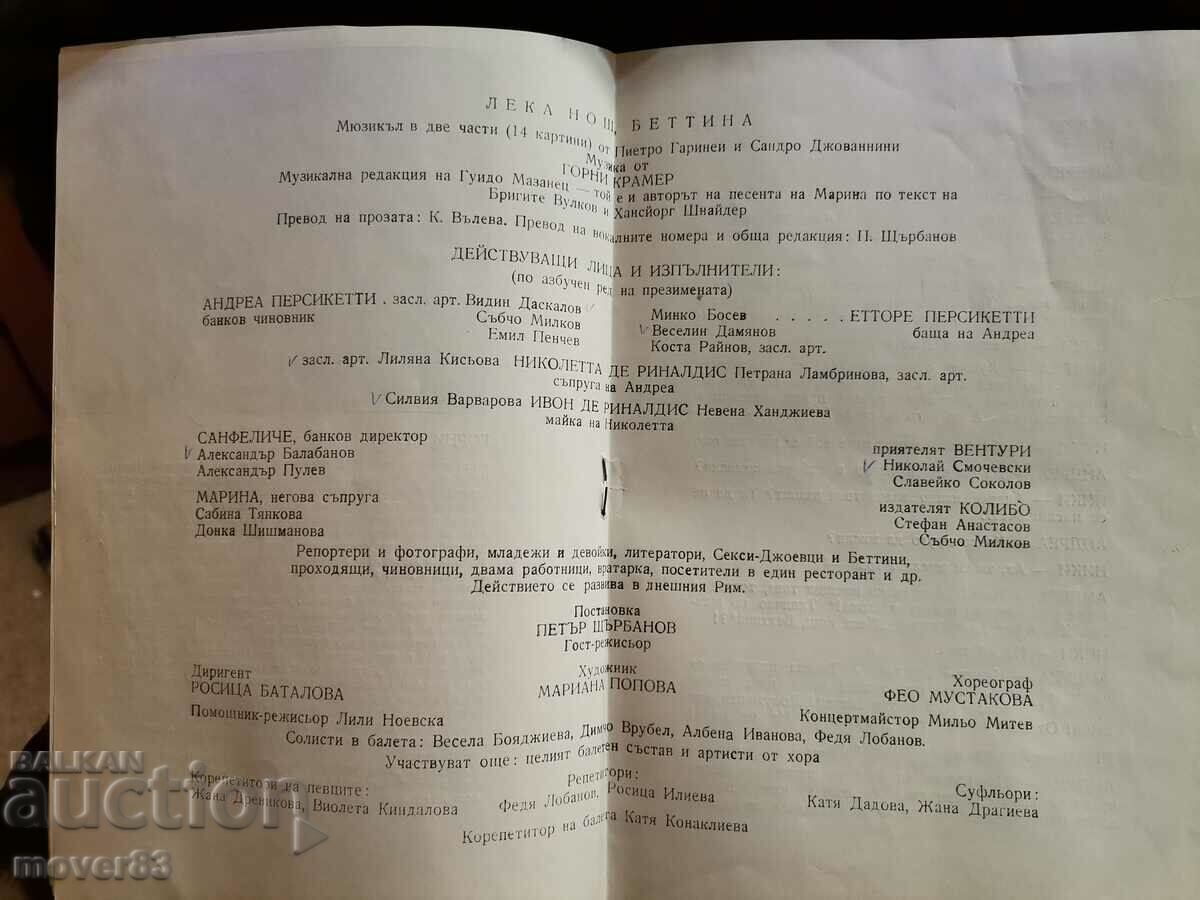 ЛЕКА НОЩ, БЕТТИНА
Мюзикъл в две части (14 картини) от Пиетро Гаринеи и Сандро Джованнини
Музика от
ГОРНИ КРАМЕР
Музикална редакция на Гуидо Мазанец — той е и авторът на песента на Марина по текст на
Бригите Вулков и Хансйорг Шнайдер
Превод на прозата: К. Вълева. Превод на вокалните номера и обща редакция: П. Щърбанов
ДЕЙСТВУВАЩИ ЛИЦА И ИЗПЪЛНИТЕЛИ:
(по азбучен ред на презимената)
АНДРЕА ПЕРСИКЕТТИ . засл. арт. Видин Даскалов
банков чиновник Събчо Милков
Емил Пенчев
Минко Босев . . . . . ЕТТОРЕ ПЕРСИКЕТТИ
Веселин Дамянов баща на Андреа
Коста Райнов, засл. арт.
засл. арт. Лиляна Кисьова НИКОЛЕТТА ДЕ РИНАЛДИС Петрана Ламбринова, засл. арт.
съпруга на Андреа
Силвия Варварова ИВОН ДЕ РИНАЛДИС Невена Ханджиева
майка на Николетта
САНФЕЛИЧЕ, банков директор
Александър Балабанов
Александър Пулев
приятелят ВЕНТУРИ
Николай Смочевски
Славейко Соколов
МАРИНА, негова съпруга
Сабина Тянкова
Донка Шишманова
издателят КОЛИБО
Стефан Анастасов
Събчо Милков
Репортери и фотографи, младежи и девойки, литератори, Секси-Джоевци и Беттини,
проходящи, чиновници, двама работници, вратарка, посетители в един ресторант и др.
Действието се развива в днешния Рим.
Постановка
ПЕТЪР ЩЪРБАНОВ
Гост-режисьор
Диригент
РОСИЦА БАТАЛОВА
Художник
МАРИАНА ПОПОВА
Хореограф
ФЕО МУСТАКОВА
Помощник-режисьор Лили Ноевска
Концертмайстор Мильо Митев
Солисти в балета: Весела Бояджиева, Димчо Врубел, Албена Иванова, Федя Лобанов.
Участвуват още: целият балетен състав и артисти от хора
Корепетитори на певците:
Жана Древикова, Виолета Киндалова
Репетитори:
Федя Лобанов, Росица Илиева
Суфльори:
Катя Дадова, Жана Драгиева
Корепетитор на балета Катя Конаклиева
BALKAN
auction
mover83